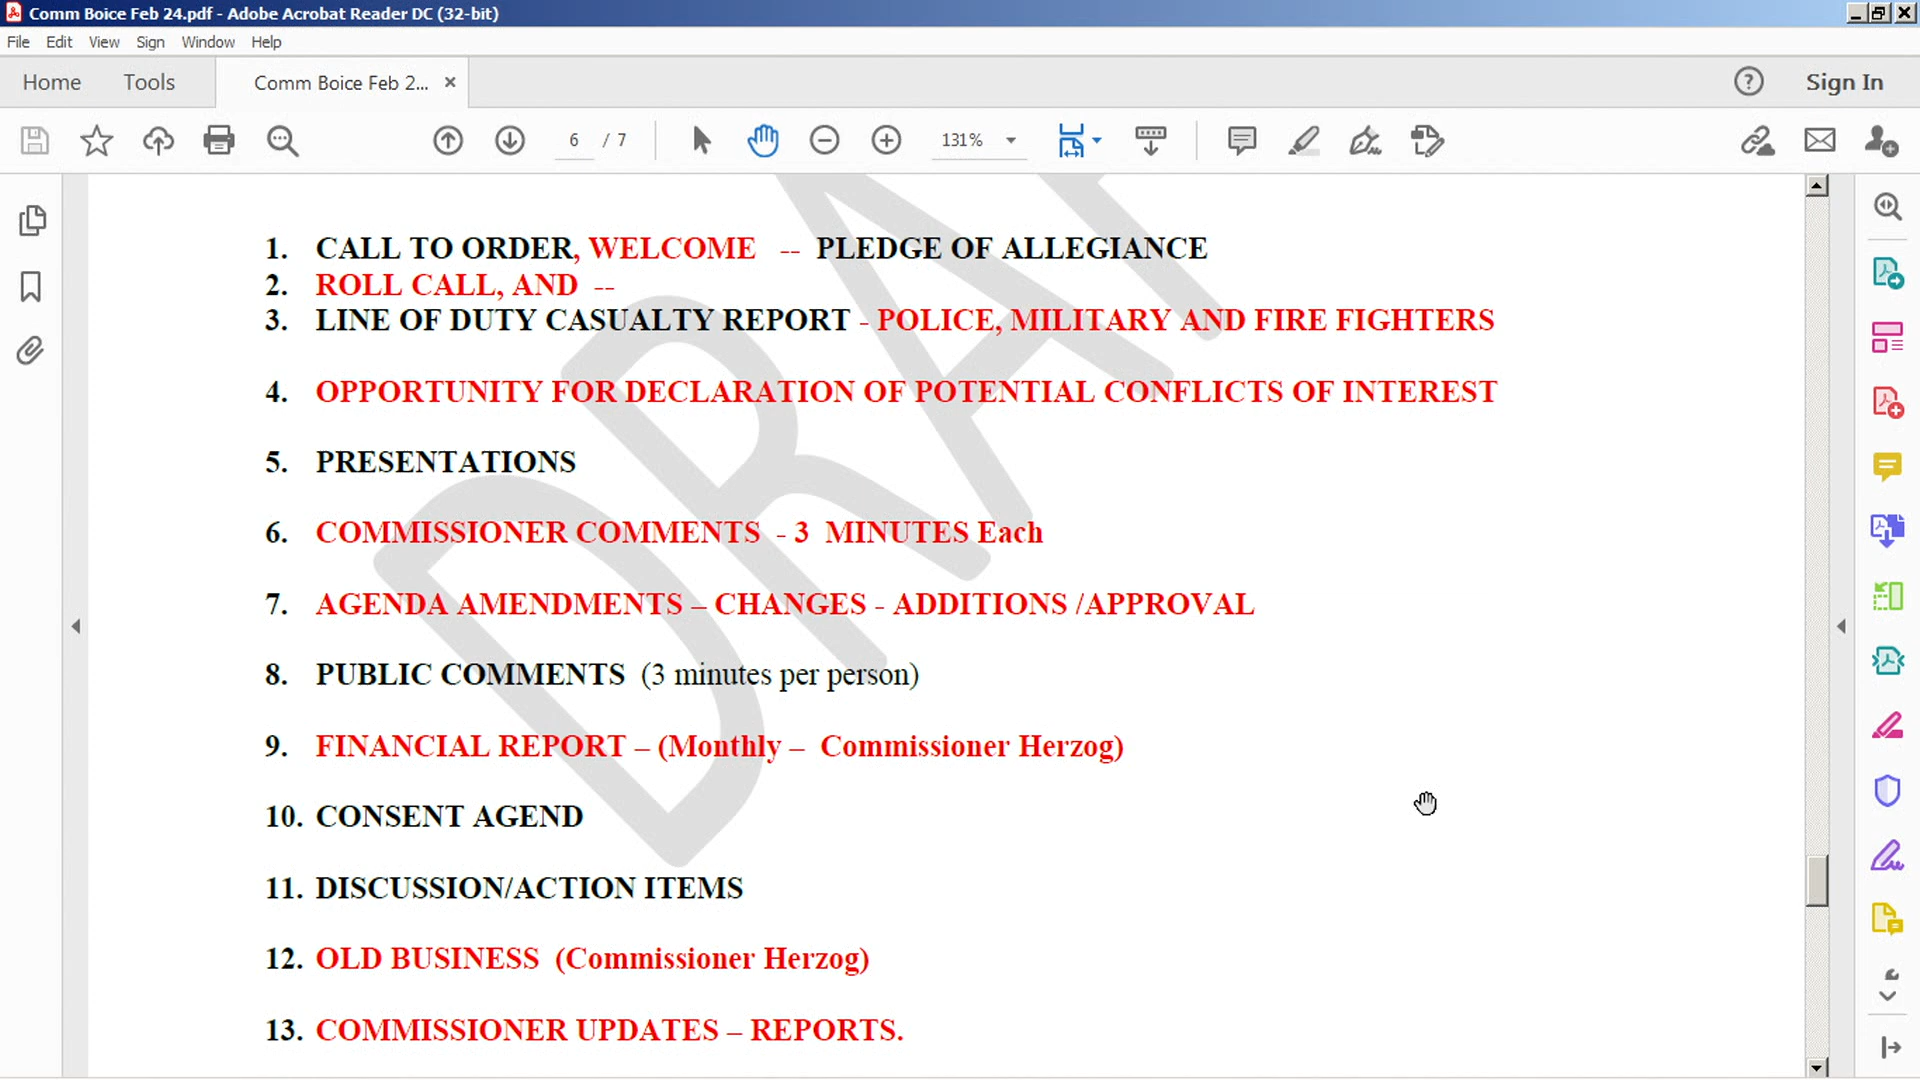 Comm Boice Feb 24.pdf - Adobe Acrobat Reader DC (32-bit)
File Edit View Sign Window Help
Home Tools Comm Boice Feb 2... Sign In
6 / 7 131%
1. CALL TO ORDER, WELCOME -- PLEDGE OF ALLEGIANCE
2. ROLL CALL, AND --
3. LINE OF DUTY CASUALTY REPORT - POLICE, MILITARY AND FIRE FIGHTERS
4. OPPORTUNITY FOR DECLARATION OF POTENTIAL CONFLICTS OF INTEREST
5. PRESENTATIONS
6. COMMISSIONER COMMENTS - 3 MINUTES Each
7. AGENDA AMENDMENTS – CHANGES - ADDITIONS /APPROVAL
8. PUBLIC COMMENTS (3 minutes per person)
9. FINANCIAL REPORT – (Monthly – Commissioner Herzog)
10. CONSENT AGEND
11. DISCUSSION/ACTION ITEMS
12. OLD BUSINESS (Commissioner Herzog)
13. COMMISSIONER UPDATES – REPORTS.
DRA